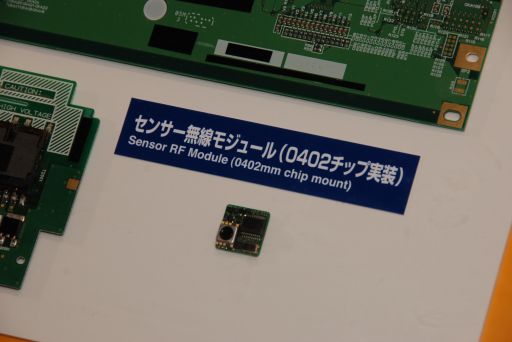 CAUTION!
HIGH VOLTAGE
センサー無線モジュール(0402チップ実装)
Sensor RF Module (0402mm chip mount)